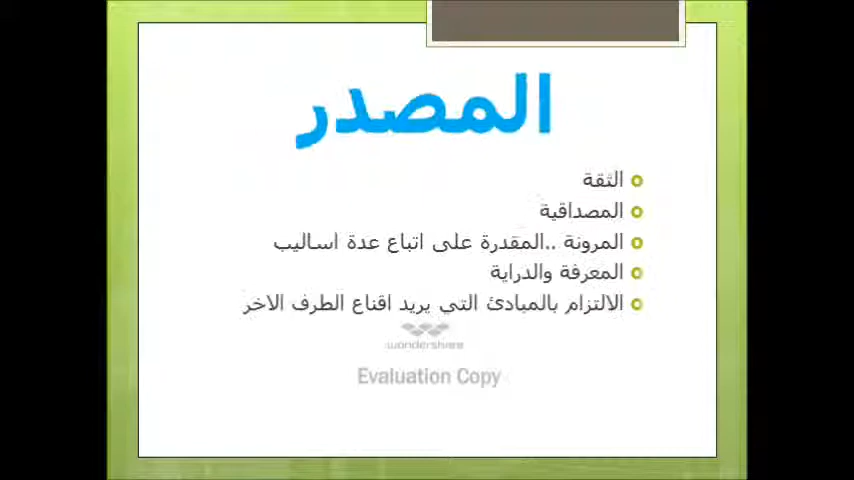 المصدر
الثقة
المصداقية
المرونة ..المقدرة على اتباع عدة اساليب
المعرفة والدراية
الالتزام بالمبادئ التي يريد اقناع الطرف الاخر
wondershare
Evaluation Copy